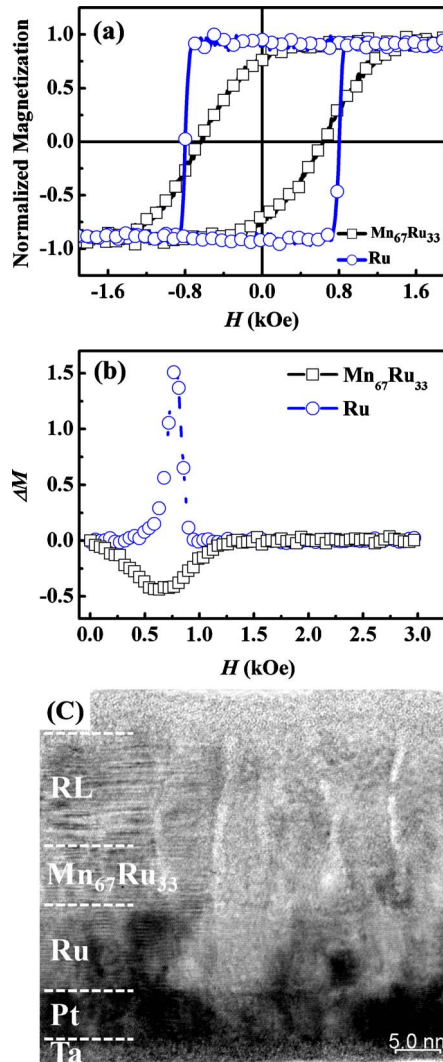 (a)
1.0
0.5
0.0
-0.5
-1.0
Normalized Magnetization
Mn67Ru33
Ru
-1.6 -0.8 0.0 0.8 1.6
H (kOe)
(b)
Mn67Ru33
Ru
1.5
1.0
0.5
0.0
-0.5
ΔM
0.0 0.5 1.0 1.5 2.0 2.5 3.0
H (kOe)
(C)
RL
Mn67Ru33
Ru
Pt
Ta
5.0 nm